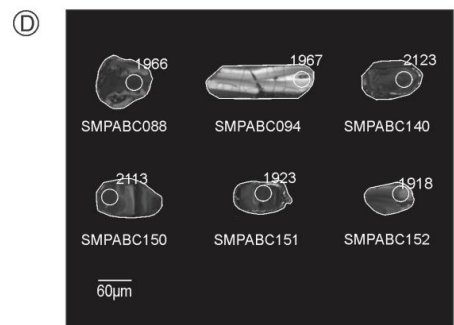 D
1966 1967 2123
SMPABC088 SMPABC094 SMPABC140
2113 1923 1918
SMPABC150 SMPABC151 SMPABC152
60μm